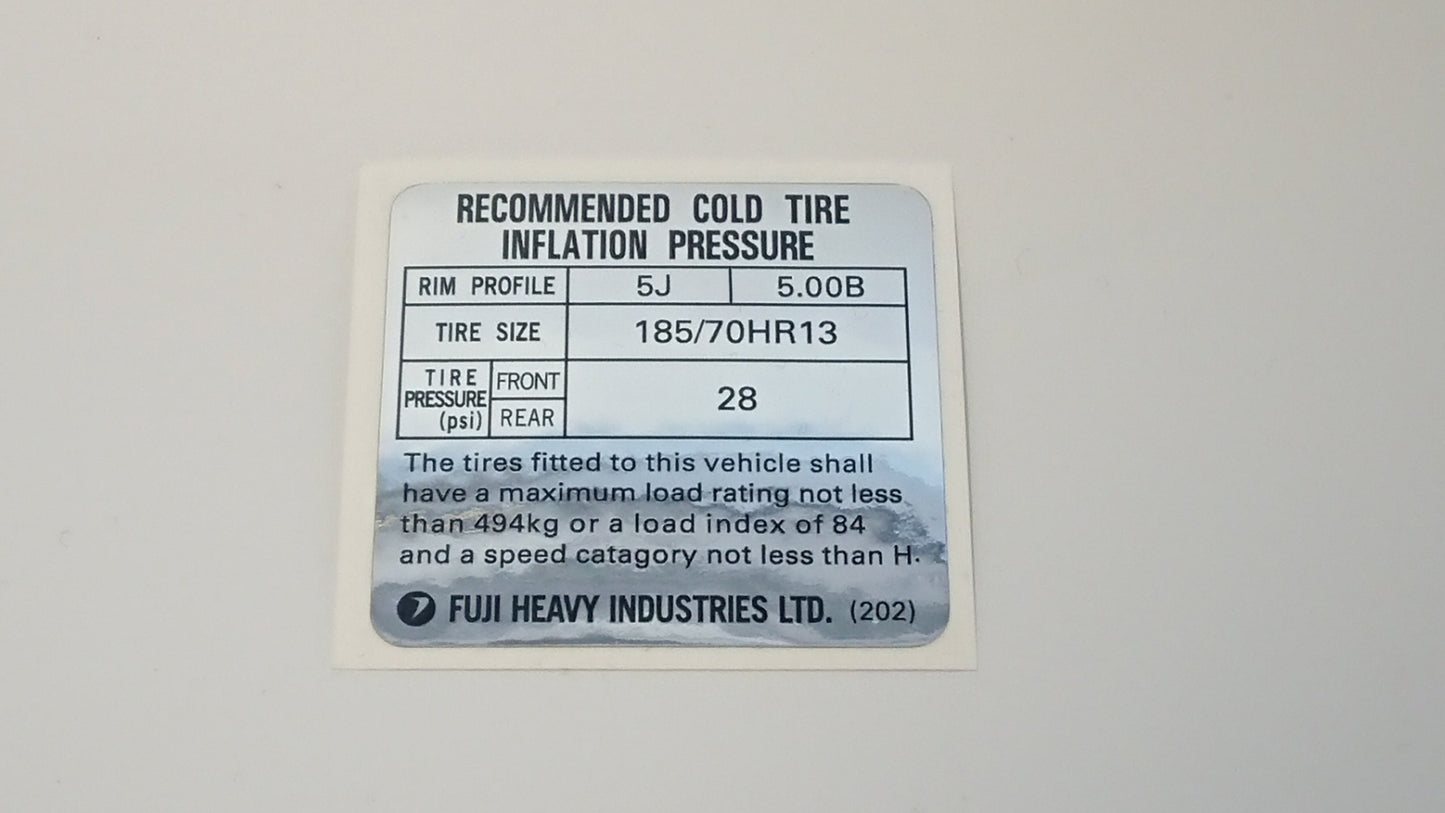 RECOMMENDED COLD TIRE
INFLATION PRESSURE
RIM PROFILE 5J 5.00B
TIRE SIZE 185/70HR13
TIRE PRESSURE (psi) FRONT REAR 28
The tires fitted to this vehicle shall
have a maximum load rating not less
than 494kg or a load index of 84
and a speed catagory not less than H.
FUJI HEAVY INDUSTRIES LTD. (202)